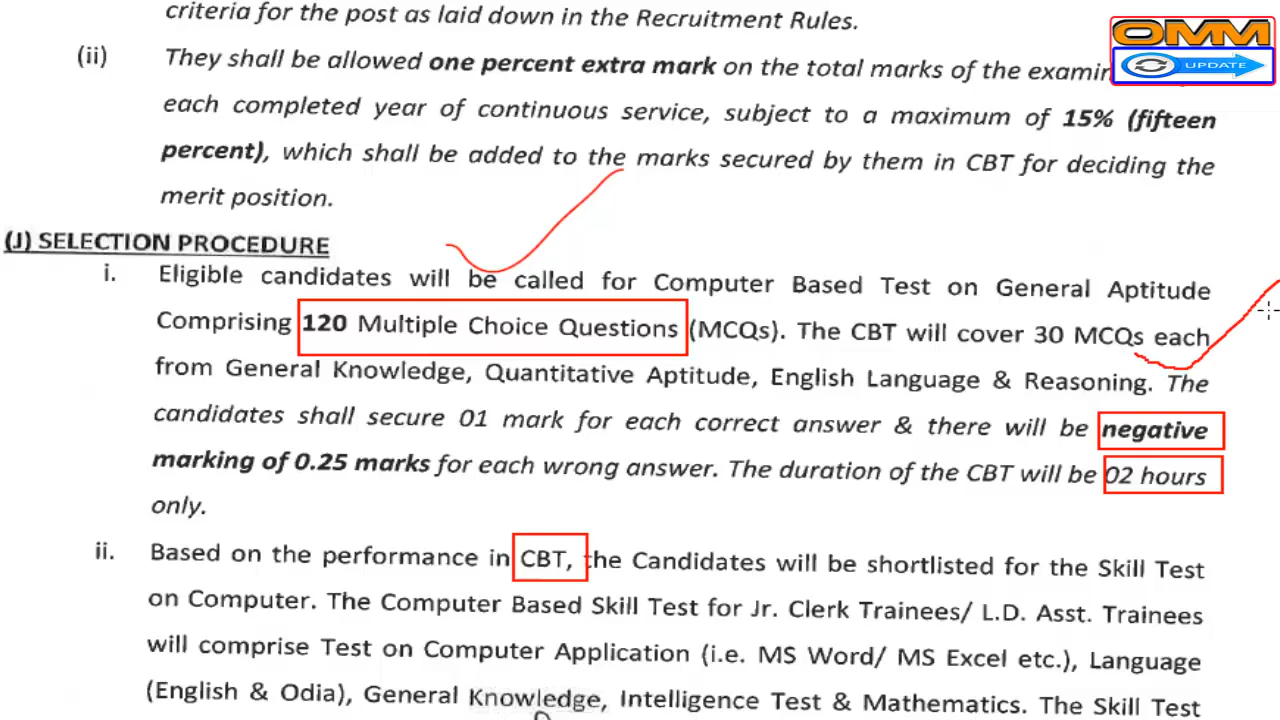 criteria for the post as laid down in the Recruitment Rules.
OMM
UPDATE
(ii) They shall be allowed one percent extra mark on the total marks of the
each completed year of continuous service, subject to a maximum of 15% (fifteen
percent), which shall be added to the marks secured by them in CBT for deciding the
merit position.
(J) SELECTION PROCEDURE
i. Eligible candidates will be called for Computer Based Test on General Aptitude
Comprising 120 Multiple Choice Questions (MCQs). The CBT will cover 30 MCQs each
from General Knowledge, Quantitative Aptitude, English Language & Reasoning. The
candidates shall secure 01 mark for each correct answer & there will be negative
marking of 0.25 marks for each wrong answer. The duration of the CBT will be 02 hours
only.
ii. Based on the performance in CBT, the Candidates will be shortlisted for the Skill Test
on Computer. The Computer Based Skill Test for Jr. Clerk Trainees/ L.D. Asst. Trainees
will comprise Test on Computer Application (i.e. MS Word/ MS Excel etc.), Language
(English & Odia), General Knowledge, Intelligence Test & Mathematics. The Skill Test